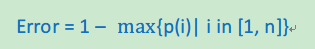 Error = 1 – max{p(i)| i in [1, n]}↵